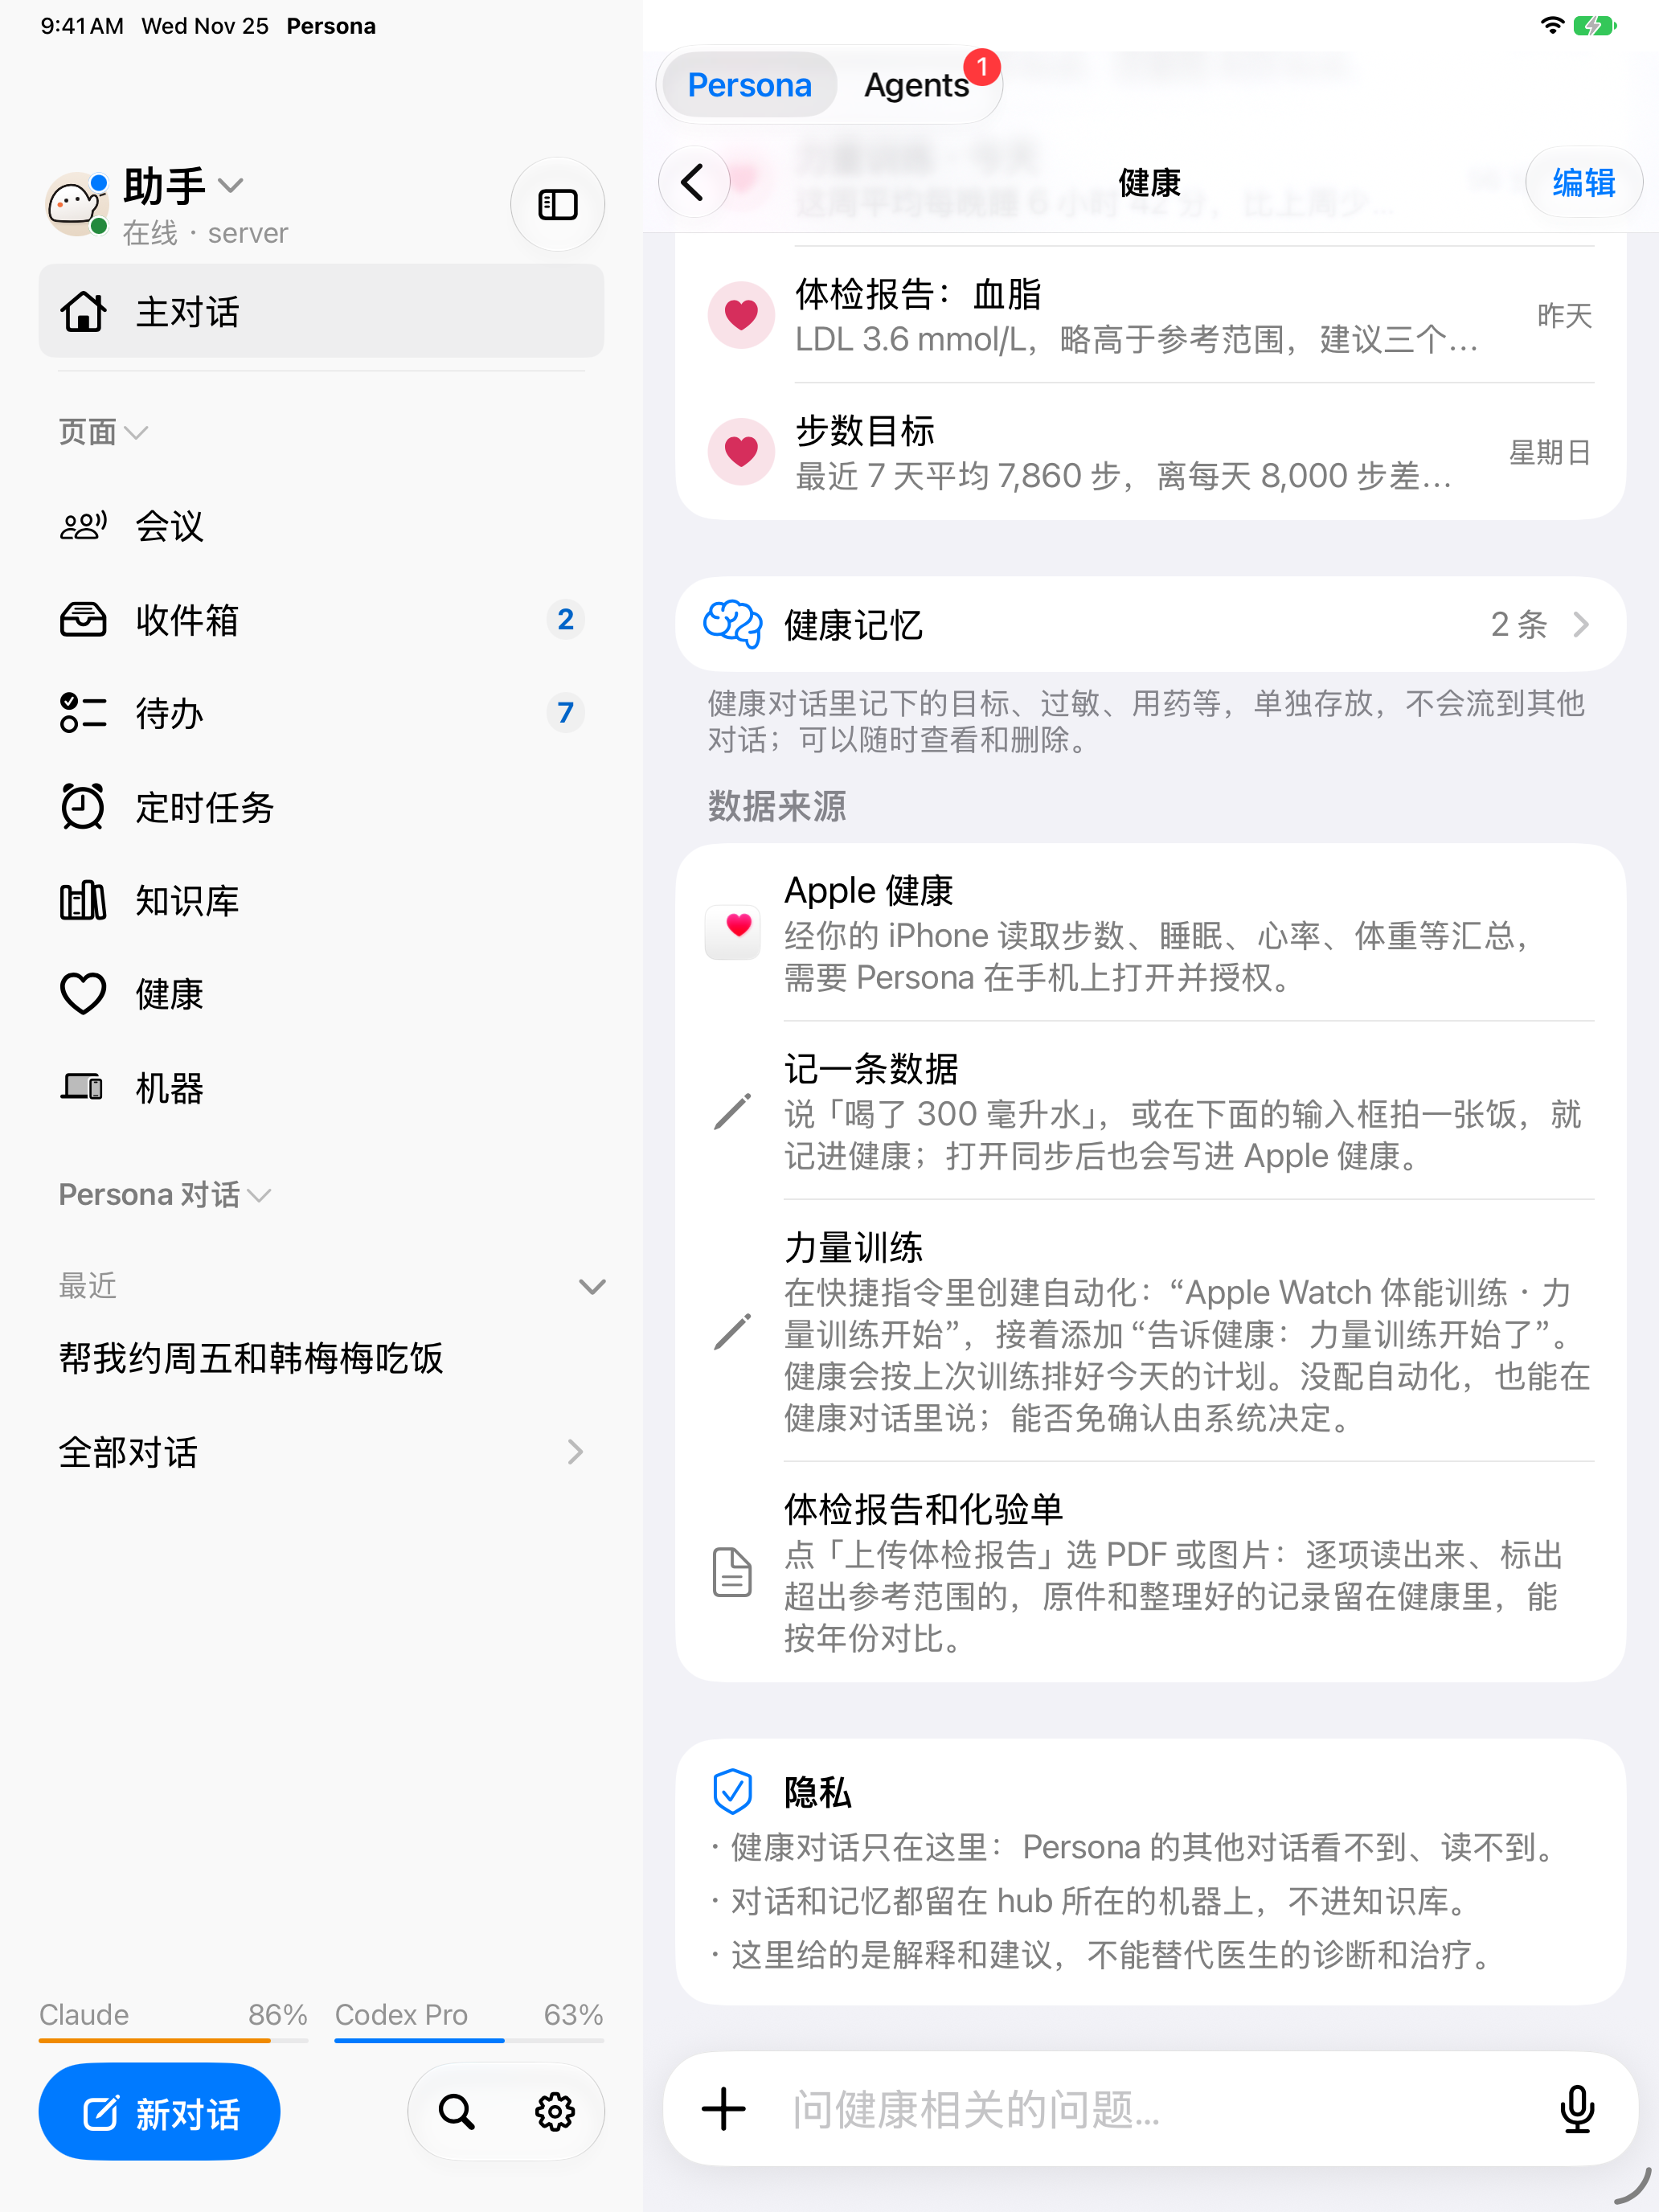 9:41 AM Wed Nov 25 Persona
助手
在线 · server
主对话
页面
会议
收件箱
2
待办
7
定时任务
知识库
健康
机器
Persona 对话
最近
帮我约周五和韩梅梅吃饭
全部对话
Claude 86%
Codex Pro 63%
新对话
Persona
Agents
1
健康
编辑
力量训练 · 今天
这周平均每晚睡 6 小时 42 分，比上周少...
体检报告：血脂
LDL 3.6 mmol/L，略高于参考范围，建议三个...
昨天
步数目标
最近 7 天平均 7,860 步，离每天 8,000 步差...
星期日
健康记忆
2 条
健康对话里记下的目标、过敏、用药等，单独存放，不会流到其他
对话；可以随时查看和删除。
数据来源
Apple 健康
经你的 iPhone 读取步数、睡眠、心率、体重等汇总，
需要 Persona 在手机上打开并授权。
记一条数据
说「喝了 300 毫升水」，或在下面的输入框拍一张饭，就
记进健康；打开同步后也会写进 Apple 健康。
力量训练
在快捷指令里创建自动化：“Apple Watch 体能训练 · 力
量训练开始”，接着添加 “告诉健康：力量训练开始了”。
健康会按上次训练排好今天的计划。没配自动化，也能在
健康对话里说；能否免确认由系统决定。
体检报告和化验单
点「上传体检报告」选 PDF 或图片：逐项读出来、标出
超出参考范围的，原件和整理好的记录留在健康里，能
按年份对比。
隐私
· 健康对话只在这里：Persona 的其他对话看不到、读不到。
· 对话和记忆都留在 hub 所在的机器上，不进知识库。
· 这里给的是解释和建议，不能替代医生的诊断和治疗。
问健康相关的问题...